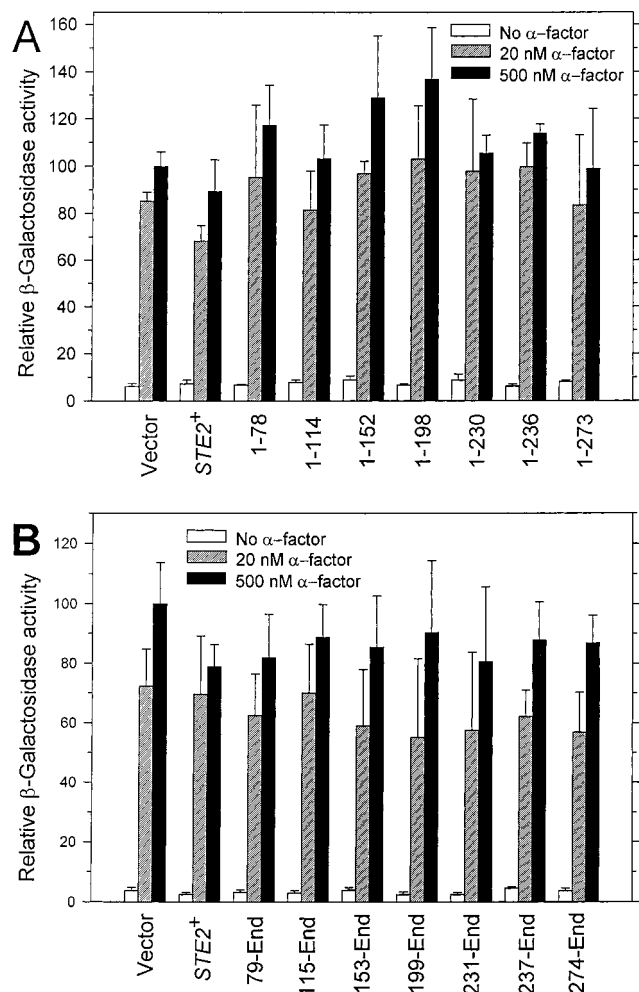 A
Relative β-Galactosidase activity
160
140
120
100
80
60
40
20
0
No α-factor
20 nM α-factor
500 nM α-factor
Vector
STE2+
1-78
1-114
1-152
1-198
1-230
1-236
1-273
B
Relative β-Galactosidase activity
120
100
80
60
40
20
0
No α-factor
20 nM α-factor
500 nM α-factor
Vector
STE2+
79-End
115-End
153-End
199-End
231-End
237-End
274-End